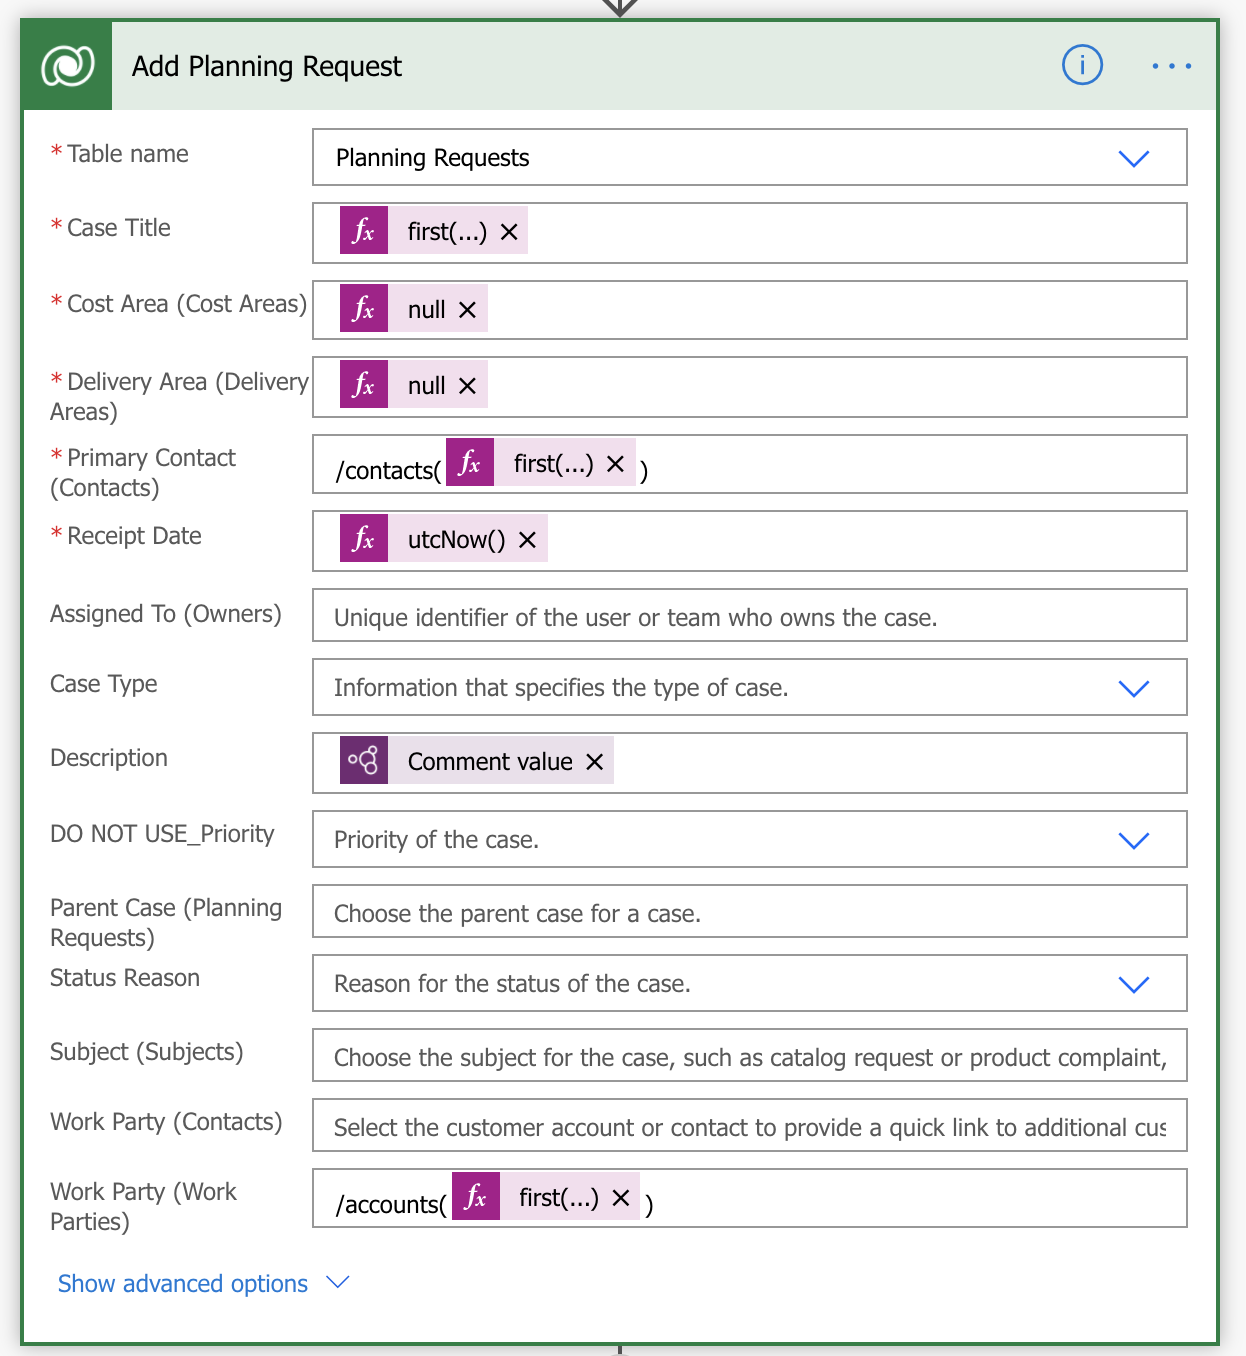 Add Planning Request
i
* Table name
Planning Requests
* Case Title
fx first(...)
* Cost Area (Cost Areas)
fx null
* Delivery Area (Delivery
Areas)
fx null
* Primary Contact
(Contacts)
/contacts( fx first(...) )
* Receipt Date
fx utcNow()
Assigned To (Owners)
Unique identifier of the user or team who owns the case.
Case Type
Information that specifies the type of case.
Description
Comment value
DO NOT USE_Priority
Priority of the case.
Parent Case (Planning
Requests)
Choose the parent case for a case.
Status Reason
Reason for the status of the case.
Subject (Subjects)
Choose the subject for the case, such as catalog request or product complaint,
Work Party (Contacts)
Select the customer account or contact to provide a quick link to additional cus
Work Party (Work
Parties)
/accounts( fx first(...) )
Show advanced options